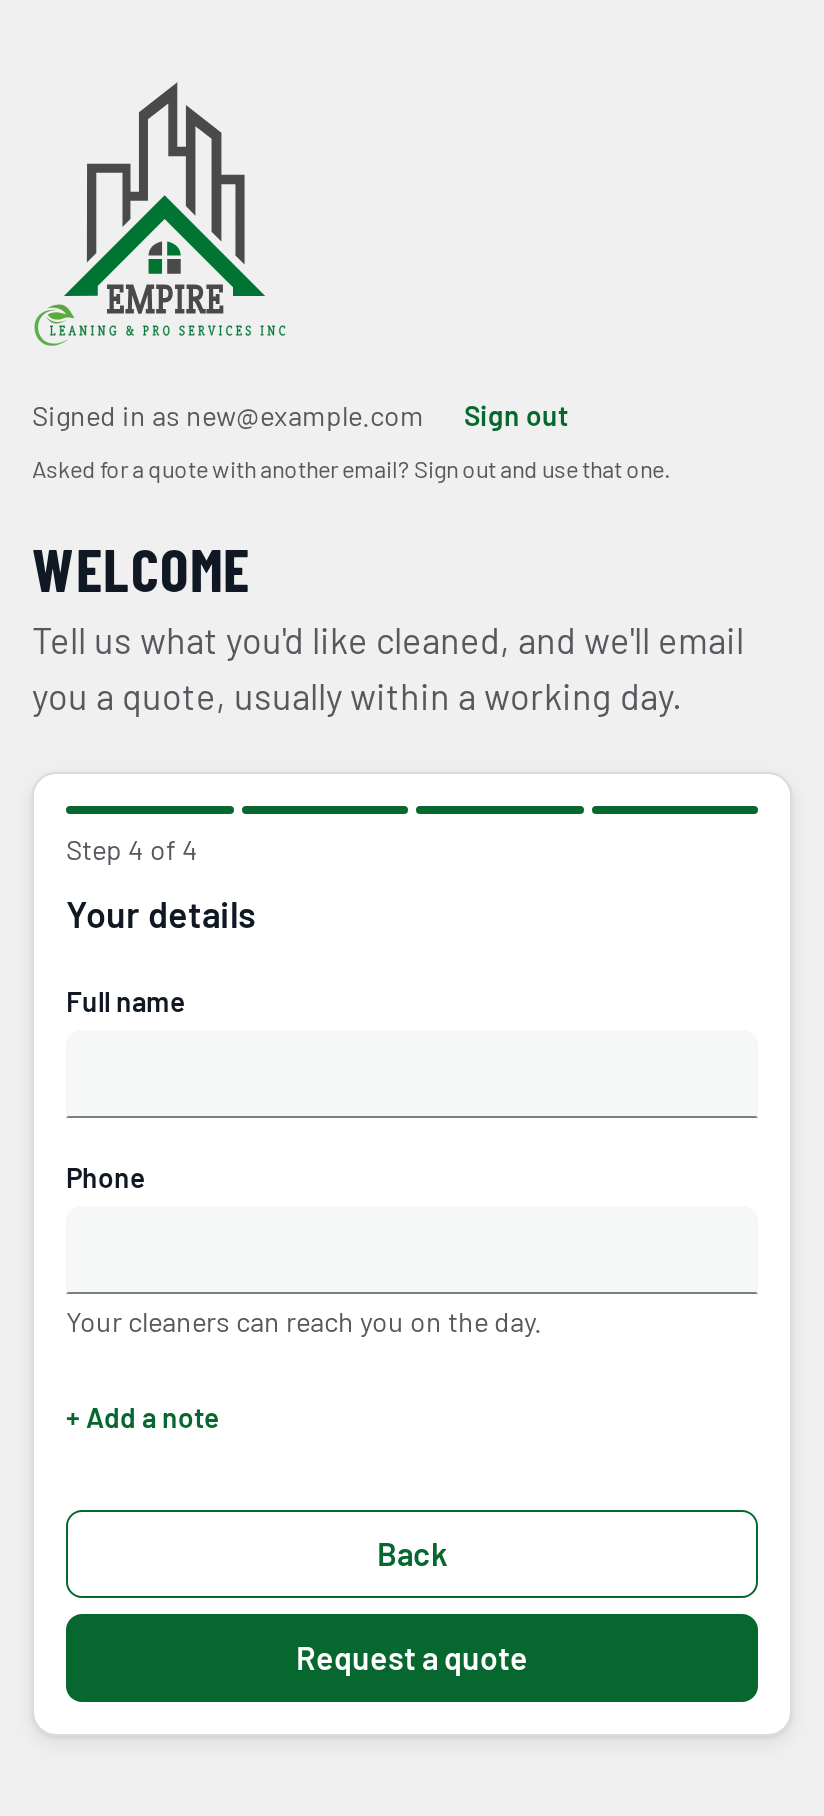 EMPIRE
CLEANING & PRO SERVICES INC
Signed in as new@example.com
Sign out
Asked for a quote with another email? Sign out and use that one.
WELCOME
Tell us what you'd like cleaned, and we'll email
you a quote, usually within a working day.
Step 4 of 4
Your details
Full name
Phone
Your cleaners can reach you on the day.
+ Add a note
Back
Request a quote